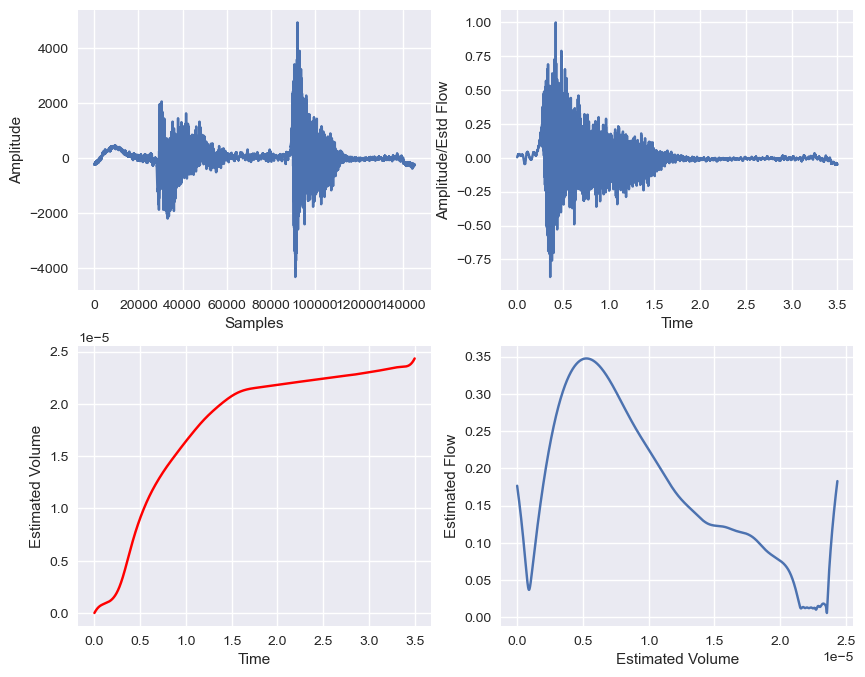 Amplitude
4000
2000
0
−2000
−4000
0 20000 40000 60000 80000 100000 120000 140000
Samples
Amplitude/Estd Flow
1.00
0.75
0.50
0.25
0.00
−0.25
−0.50
−0.75
0.0 0.5 1.0 1.5 2.0 2.5 3.0 3.5
Time
1e−5
Estimated Volume
2.5
2.0
1.5
1.0
0.5
0.0
0.0 0.5 1.0 1.5 2.0 2.5 3.0 3.5
Time
Estimated Flow
0.35
0.30
0.25
0.20
0.15
0.10
0.05
0.00
0.0 0.5 1.0 1.5 2.0 2.5
1e−5
Estimated Volume